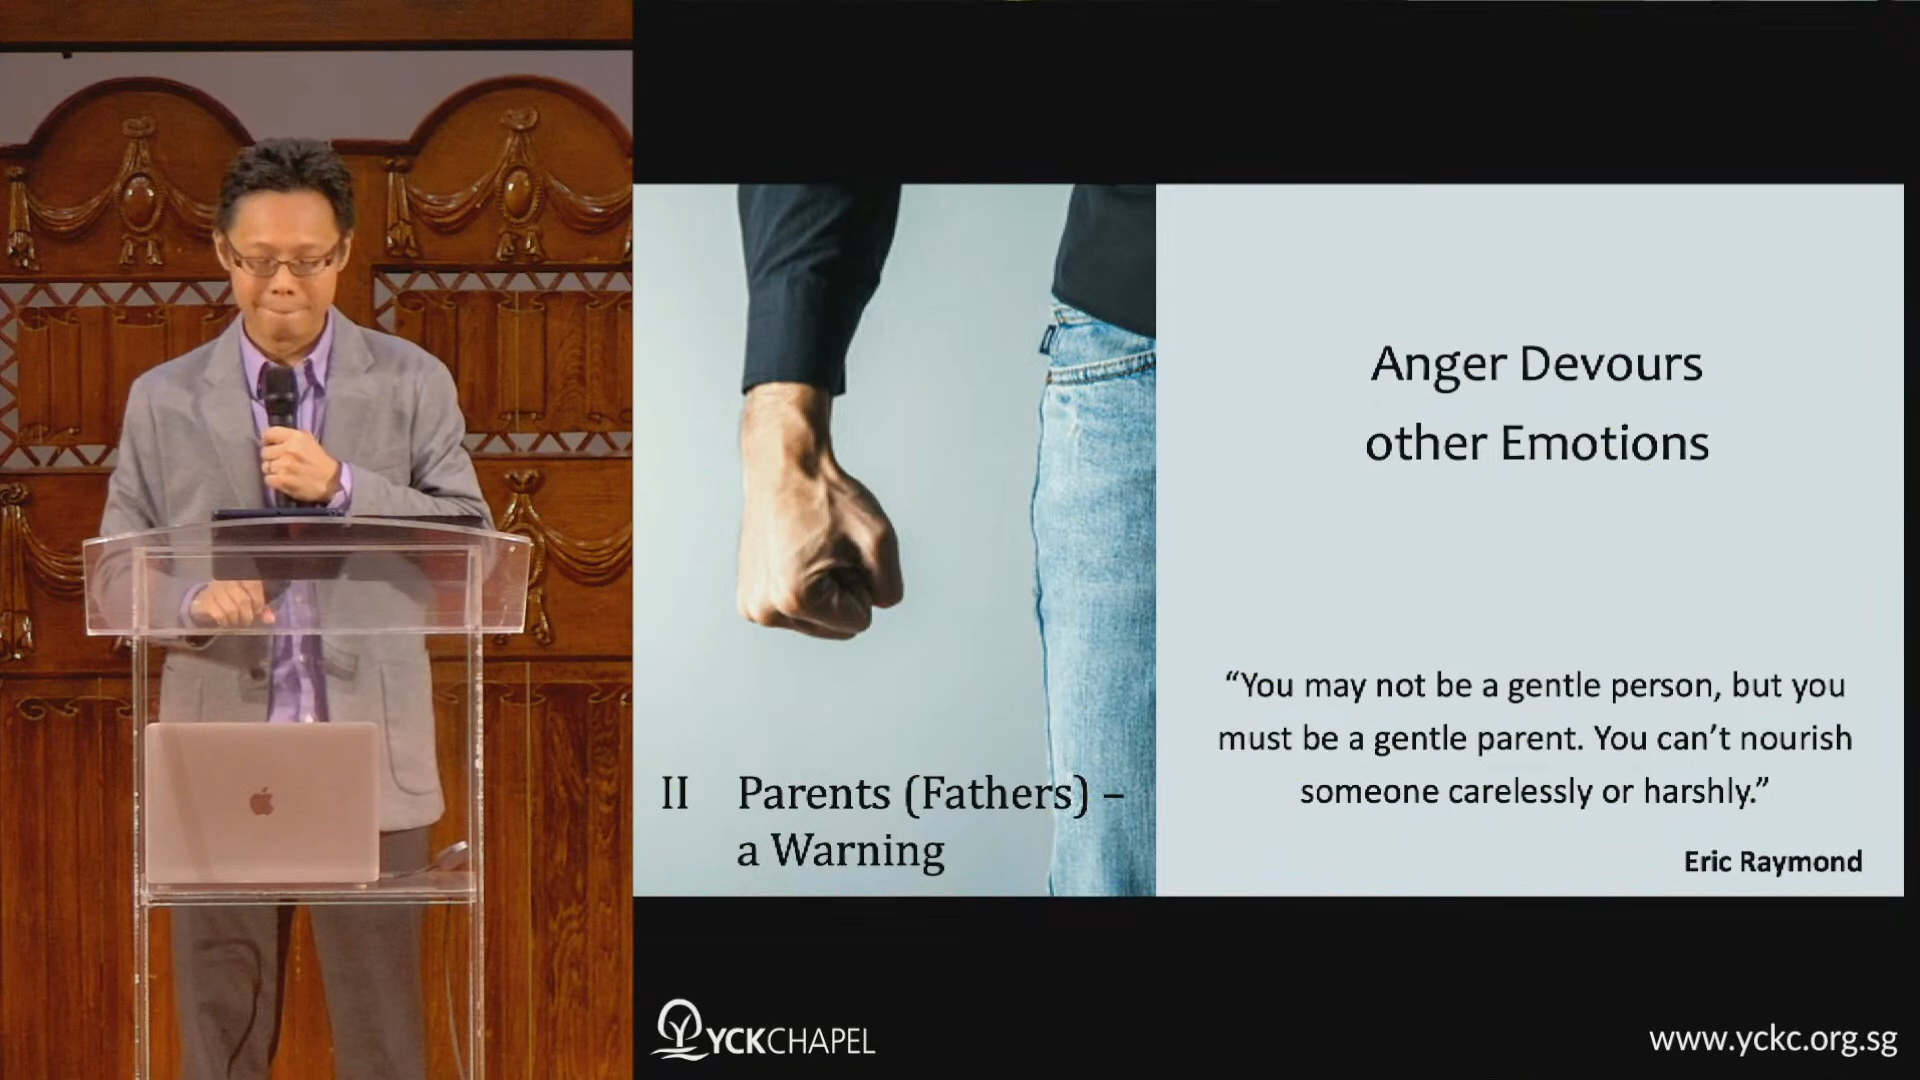 Anger Devours
other Emotions
“You may not be a gentle person, but you
must be a gentle parent. You can’t nourish
someone carelessly or harshly.”
Eric Raymond
II Parents (Fathers) –
a Warning
YCKCHAPEL
www.yckc.org.sg